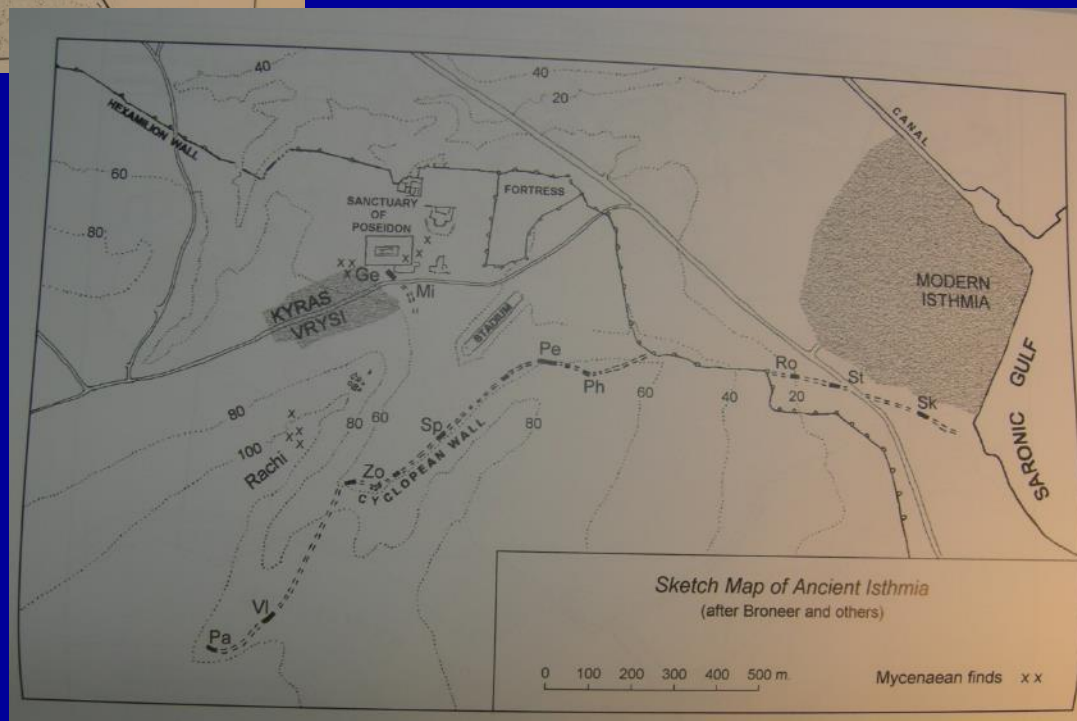 40
40
20
CANAL
HEXAMILION WALL
60
80
SANCTUARY
OF
POSEIDON
FORTRESS
Ge
Mi
KYRAS
VRYSI
STADIUM
MODERN
ISTHMIA
SARONIC GULF
Pe
Ph
Ro
St
Sk
60
40
20
80
100
Rachi
80
60
80
Sp
Zo
CYCLOPEAN WALL
Vl
Pa
Sketch Map of Ancient Isthmia
(after Broneer and others)
0 100 200 300 400 500 m.
Mycenaean finds x x